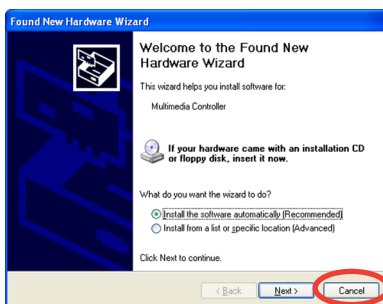 Found New Hardware Wizard
Welcome to the Found New
Hardware Wizard
This wizard helps you install software for:
Multimedia Controller
If your hardware came with an installation CD
or floppy disk, insert it now.
What do you want the wizard to do?
Install the software automatically (Recommended)
Install from a list or specific location (Advanced)
Click Next to continue.
< Back Next > Cancel